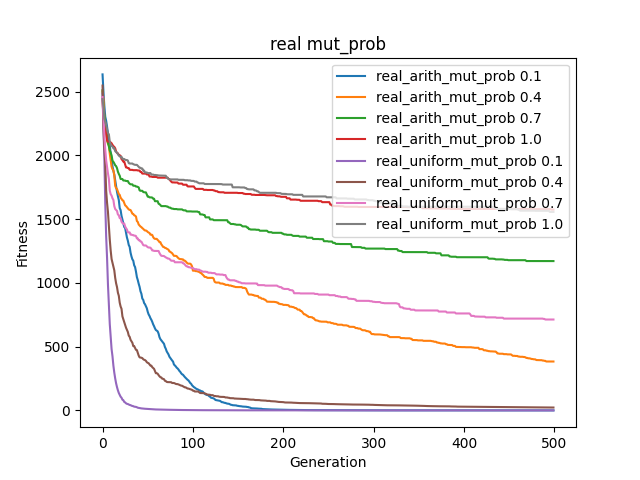 real mut_prob
real_arith_mut_prob 0.1
real_arith_mut_prob 0.4
real_arith_mut_prob 0.7
real_arith_mut_prob 1.0
real_uniform_mut_prob 0.1
real_uniform_mut_prob 0.4
real_uniform_mut_prob 0.7
real_uniform_mut_prob 1.0
Fitness
2500
2000
1500
1000
500
0
0 100 200 300 400 500
Generation